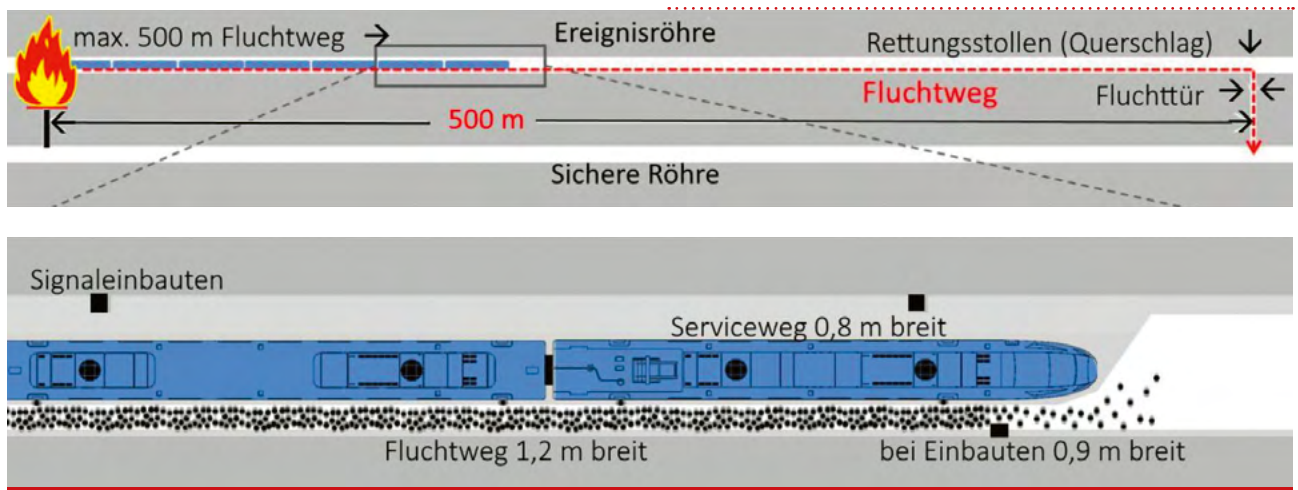 max. 500 m Fluchtweg
Ereignisröhre
Rettungsstollen (Querschlag)
Fluchtweg
Fluchttür
500 m
Sichere Röhre
Signaleinbauten
Serviceweg 0,8 m breit
Fluchtweg 1,2 m breit
bei Einbauten 0,9 m breit